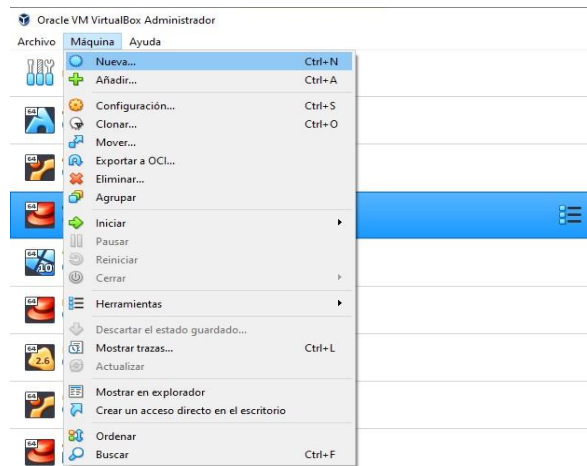 Oracle VM VirtualBox Administrador
Archivo Máquina Ayuda
Nueva... Ctrl+N
Añadir... Ctrl+A
Configuración... Ctrl+S
Clonar... Ctrl+O
Mover...
Exportar a OCI...
Eliminar...
Agrupar
Iniciar
Pausar
Reiniciar
Cerrar
Herramientas
Descartar el estado guardado...
Mostrar trazas... Ctrl+L
Actualizar
Mostrar en explorador
Crear un acceso directo en el escritorio
Ordenar
Buscar Ctrl+F
64
64
64
64
10
64
64
2.6
64
64